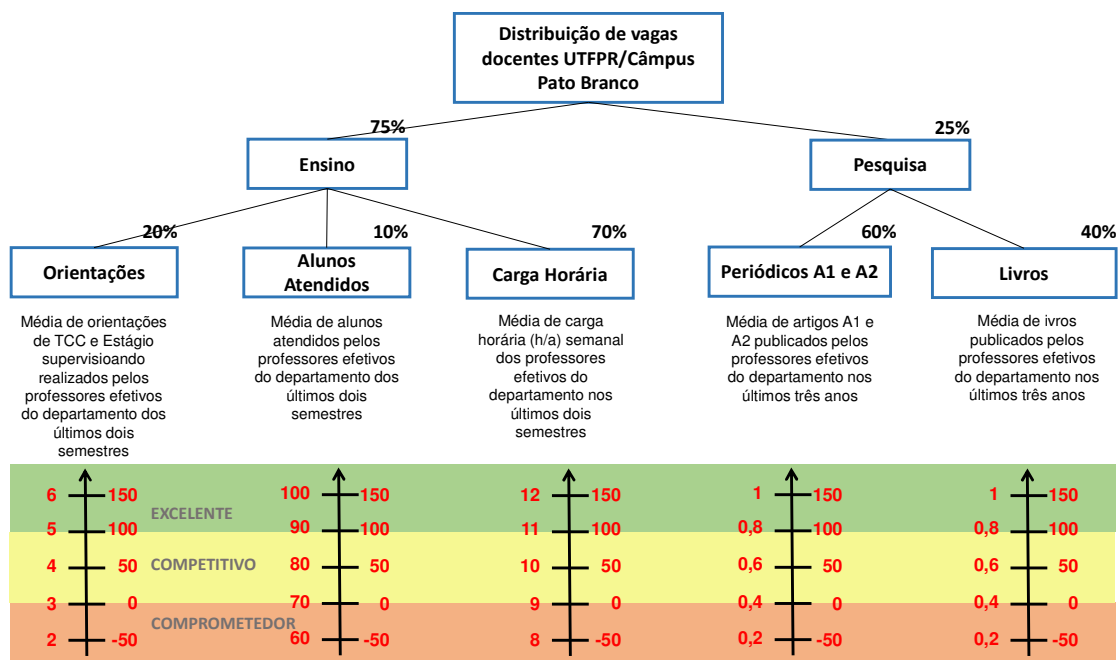 Distribuição de vagas
docentes UTFPR/Câmpus
Pato Branco
75%
25%
Ensino
Pesquisa
20%
10%
70%
60%
40%
Orientações
Alunos
Atendidos
Carga Horária
Periódicos A1 e A2
Livros
Média de orientações
de TCC e Estágio
supervisioando
realizados pelos
professores efetivos
do departamento dos
últimos dois
semestres
Média de alunos
atendidos pelos
professores efetivos
do departamento dos
últimos dois
semestres
Média de carga
horária (h/a) semanal
dos professores
efetivos do
departamento nos
últimos dois
semestres
Média de artigos A1 e
A2 publicados pelos
professores efetivos
do departamento nos
últimos três anos
Média de ivros
publicados pelos
professores efetivos
do departamento nos
últimos três anos
6 150 100 150 12 150 1 150 1 150
EXCELENTE
5 100 90 100 11 100 0,8 100 0,8 100
COMPETITIVO
4 50 80 50 10 50 0,6 50 0,6 50
3 0 70 0 9 0 0,4 0 0,4 0
COMPROMETEDOR
2 -50 60 -50 8 -50 0,2 -50 0,2 -50